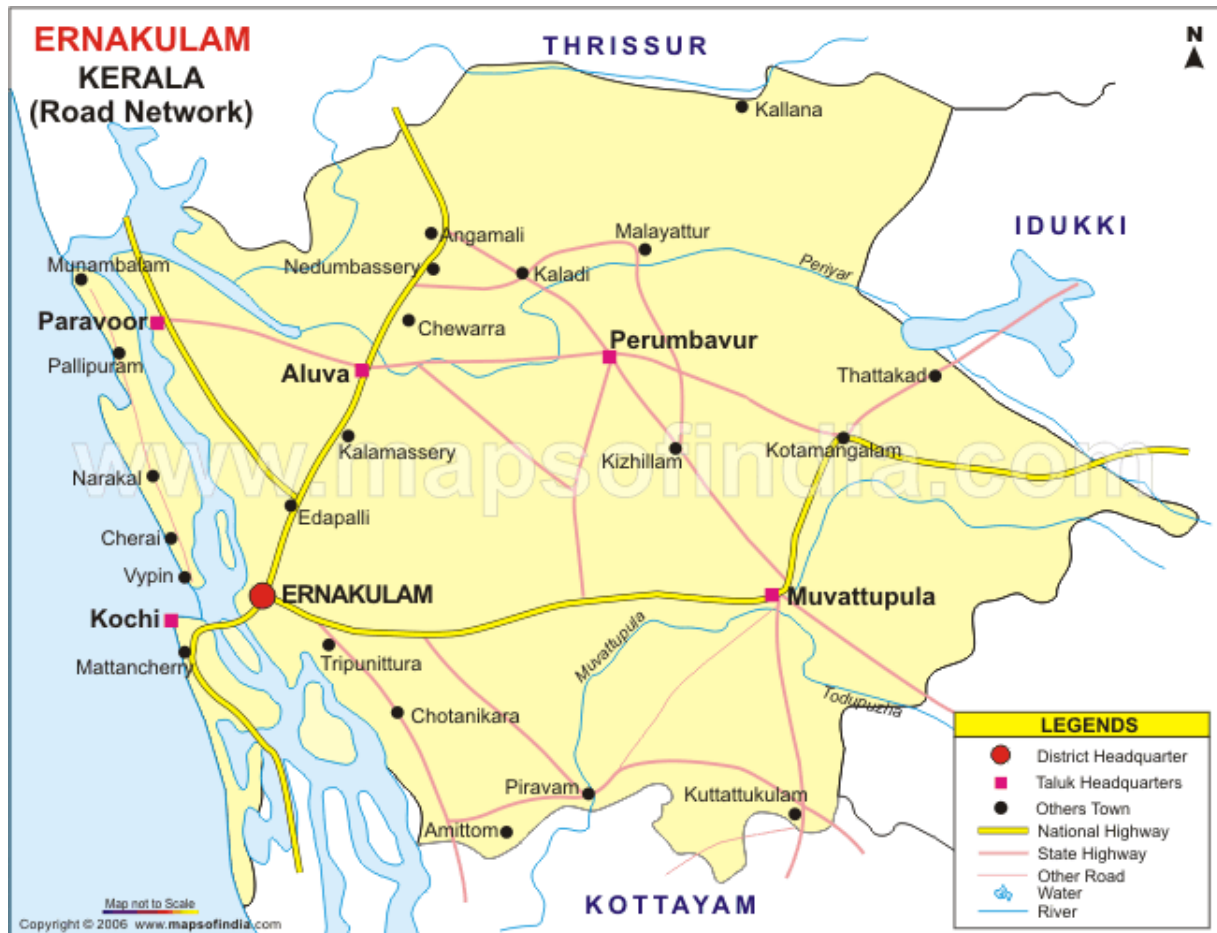 ERNAKULAM
KERALA
(Road Network)
THRISSUR
N
Kallana
IDUKKI
Angamali
Malayattur
Nedumbassery
Kaladi
Periyar
Munambalam
Paravoor
Chewarra
Perumbavur
Pallipuram
Aluva
Thattakad
Kalamassery
Kizhillam
Kotamangalam
www.mapsofindia.com
Narakal
Edapalli
Cherai
Vypin
ERNAKULAM
Muvattupula
Kochi
Mattancherry
Tripunittura
Muvattupula
Todupuzha
Chotanikara
Piravam
Kuttattukulam
Amittom
KOTTAYAM
LEGENDS
District Headquarter
Taluk Headquarters
Others Town
National Highway
State Highway
Other Road
Water
River
Map not to Scale
Copyright © 2006 www.mapsofindia.com